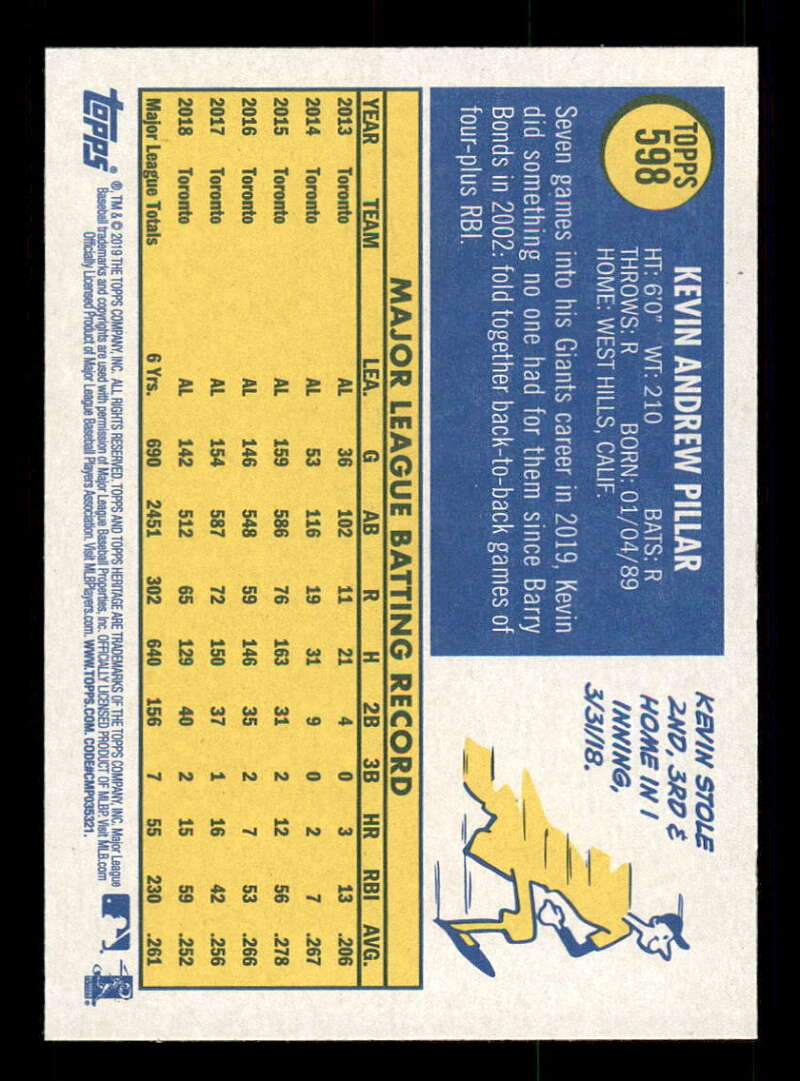 TOPPS
598
KEVIN ANDREW PILLAR
HT: 6'0" WT: 210 BATS: R
THROWS: R BORN: 01/04/89
HOME: WEST HILLS, CALIF.
Seven games into his Giants career in 2019, Kevin
did something no one had for them since Barry
Bonds in 2002: fold together back-to-back games of
four-plus RBI.
KEVIN STOLE
2ND, 3RD &
HOME IN 1
INNING,
3/31/18.
MAJOR LEAGUE BATTING RECORD
YEAR TEAM LEA. G AB R H 2B 3B HR RBI AVG.
2013 Toronto AL 36 102 11 21 4 0 3 13 .206
2014 Toronto AL 53 116 19 31 9 0 2 7 .267
2015 Toronto AL 159 586 76 163 31 2 12 56 .278
2016 Toronto AL 146 548 59 146 35 2 7 53 .266
2017 Toronto AL 154 587 72 150 37 1 16 42 .256
2018 Toronto AL 142 512 65 129 40 2 15 59 .252
Major League Totals 6 Yrs. 690 2451 302 640 156 7 55 230 .261
topps®
®, TM & © 2019 THE TOPPS COMPANY, INC. ALL RIGHTS RESERVED. TOPPS AND TOPPS HERITAGE ARE TRADEMARKS OF THE TOPPS COMPANY, INC. Major League
Baseball trademarks and copyrights are used with permission of Major League Baseball Properties, Inc. OFFICIALLY LICENSED PRODUCT OF MLBP. Visit MLB.com
Officially Licensed Product of Major League Baseball Players Association. Visit MLBPlayers.com. WWW.TOPPS.COM. CODE#CMP035321.